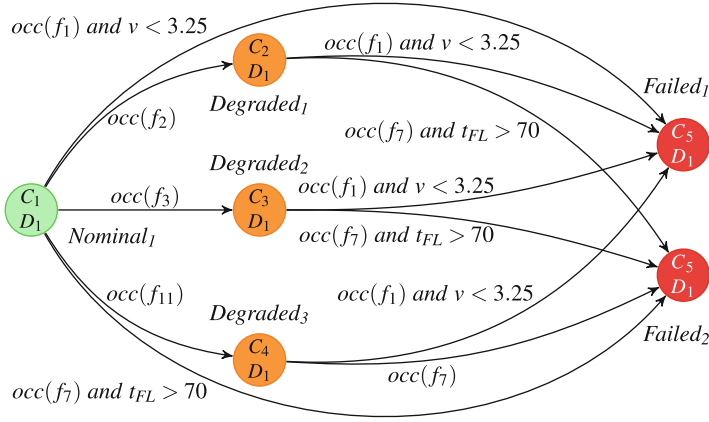 occ(f₁) and v < 3.25
C₂
D₁
occ(f₁) and v < 3.25
Degraded₁
Failed₁
occ(f₂)
occ(f₇) and t_FL > 70
C₅
D₁
Degraded₂
C₁
D₁
occ(f₃)
C₃
D₁
occ(f₁) and v < 3.25
Nominal₁
occ(f₇) and t_FL > 70
C₅
D₁
occ(f₁₁)
occ(f₁) and v < 3.25
Degraded₃
Failed₂
C₄
D₁
occ(f₇)
occ(f₇) and t_FL > 70